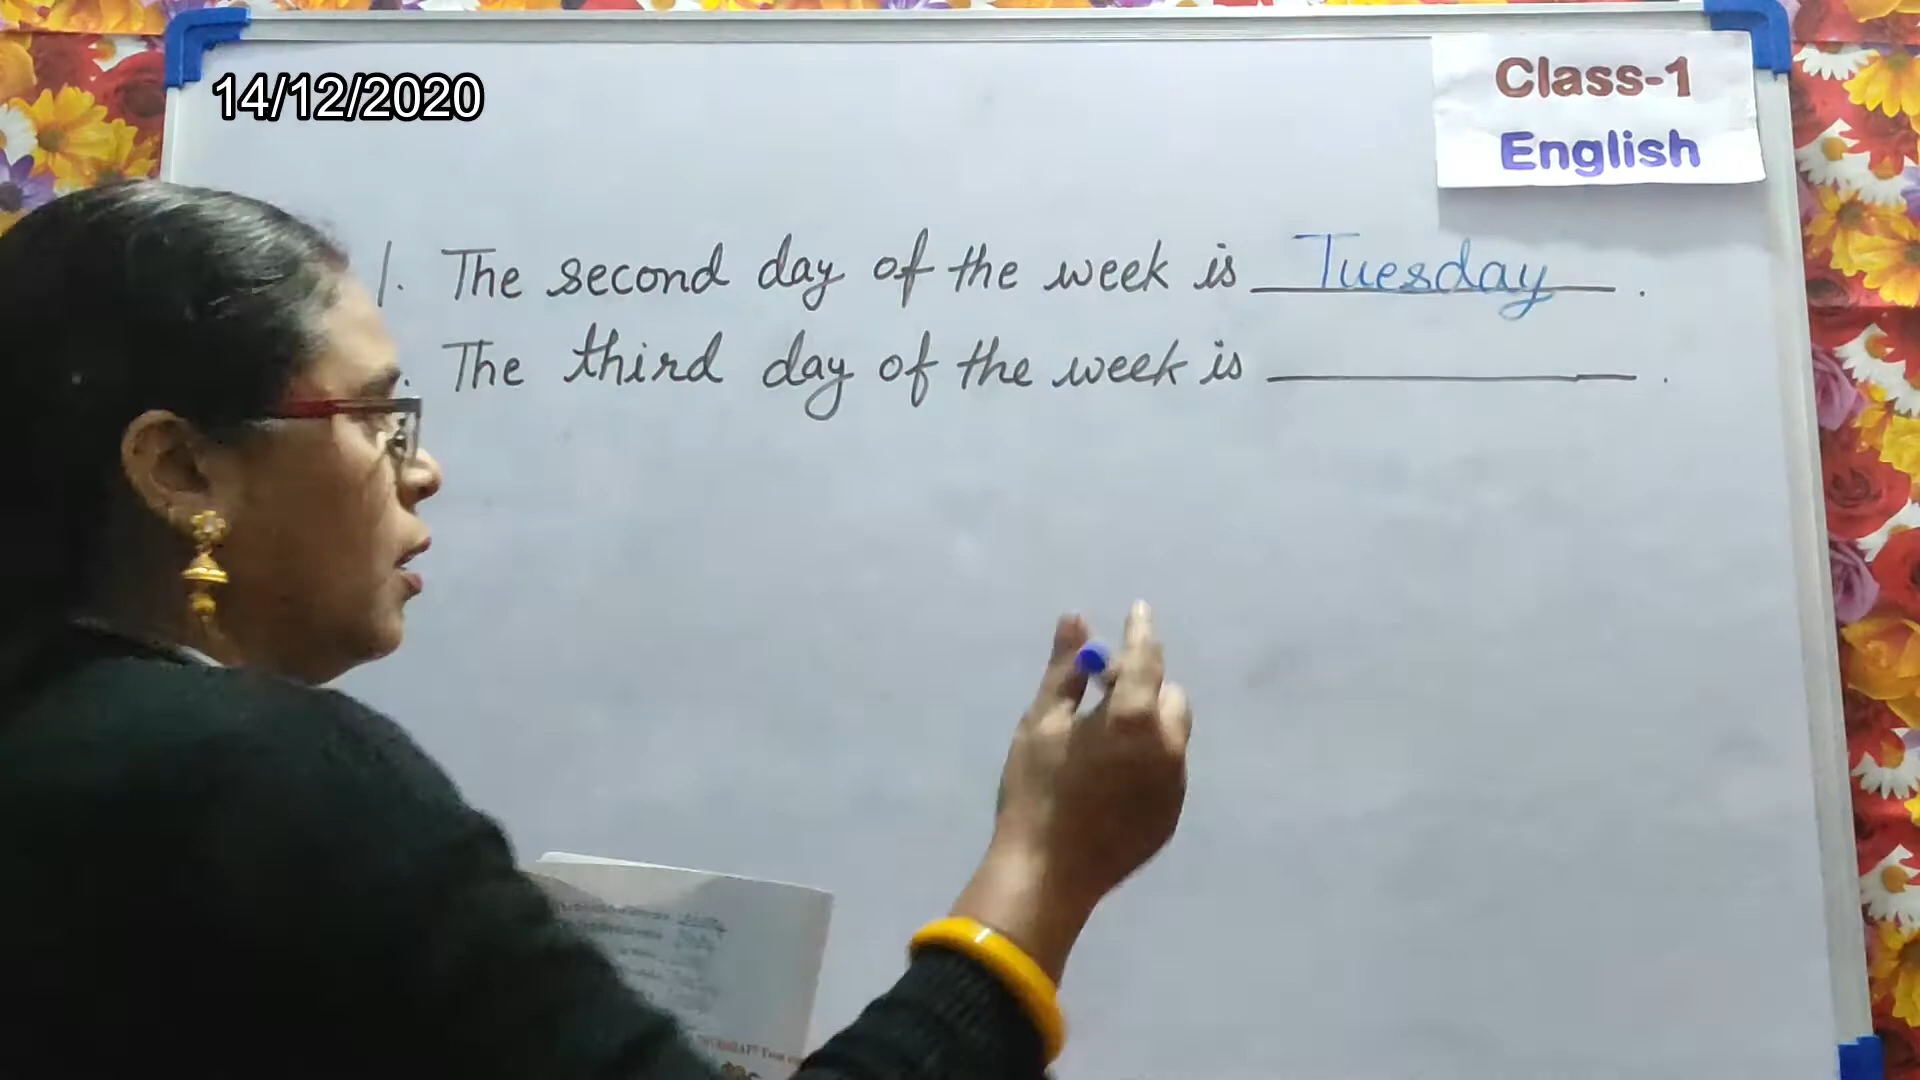 14/12/2020
Class-1
English
1. The second day of the week is Tuesday.
. The third day of the week is ________.